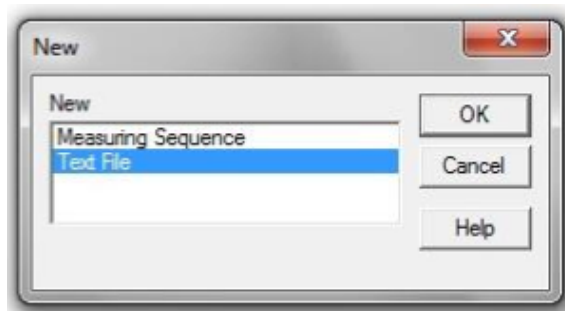 New
New
Measuring Sequence
Text File
OK
Cancel
Help